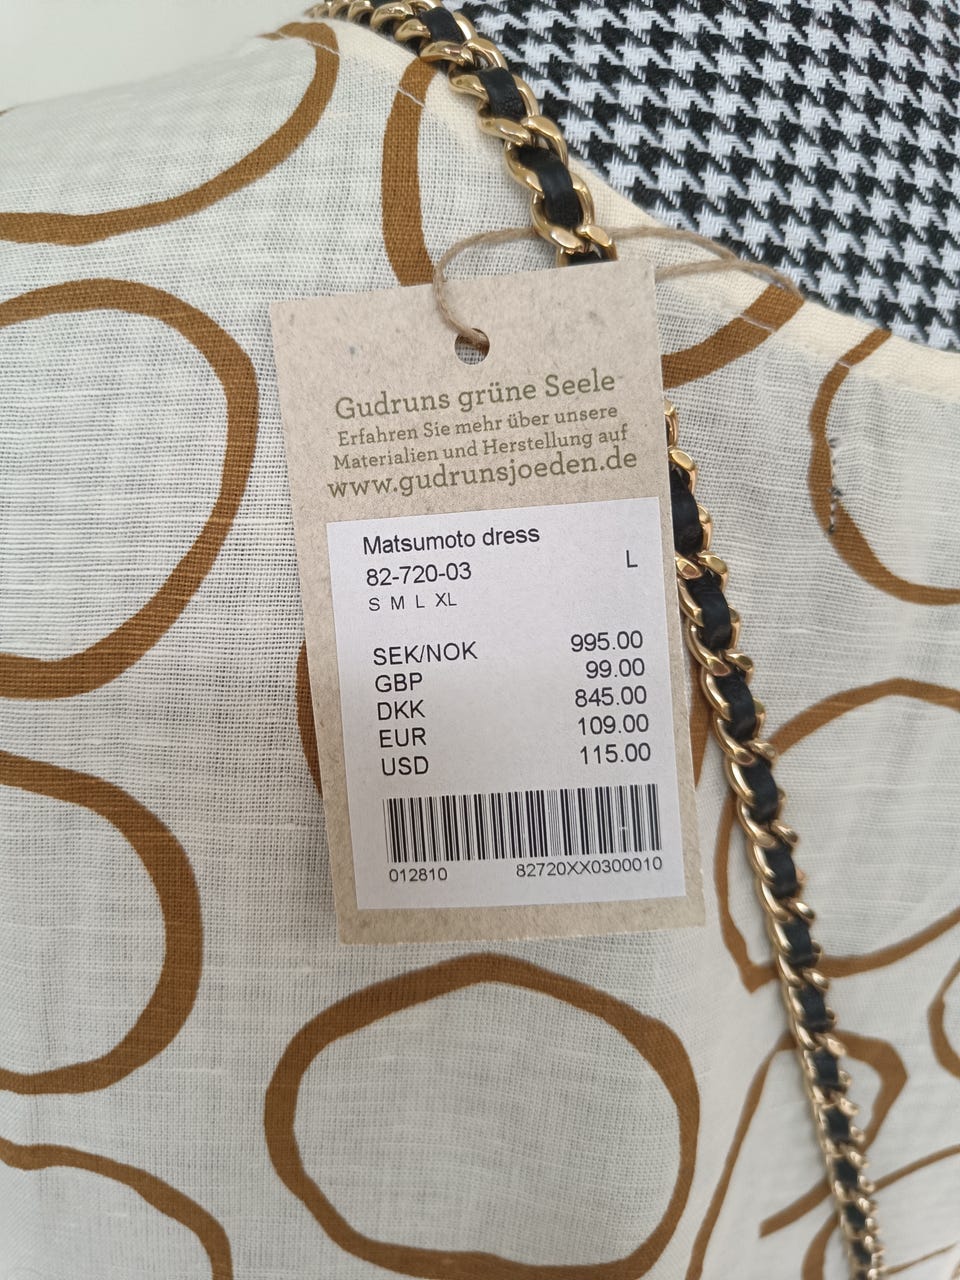 Gudruns grüne Seele
Erfahren Sie mehr über unsere
Materialien und Herstellung auf
www.gudrunsjoeden.de
Matsumoto dress
82-720-03 L
S M L XL
SEK/NOK 995.00
GBP 99.00
DKK 845.00
EUR 109.00
USD 115.00
012810 82720XX0300010